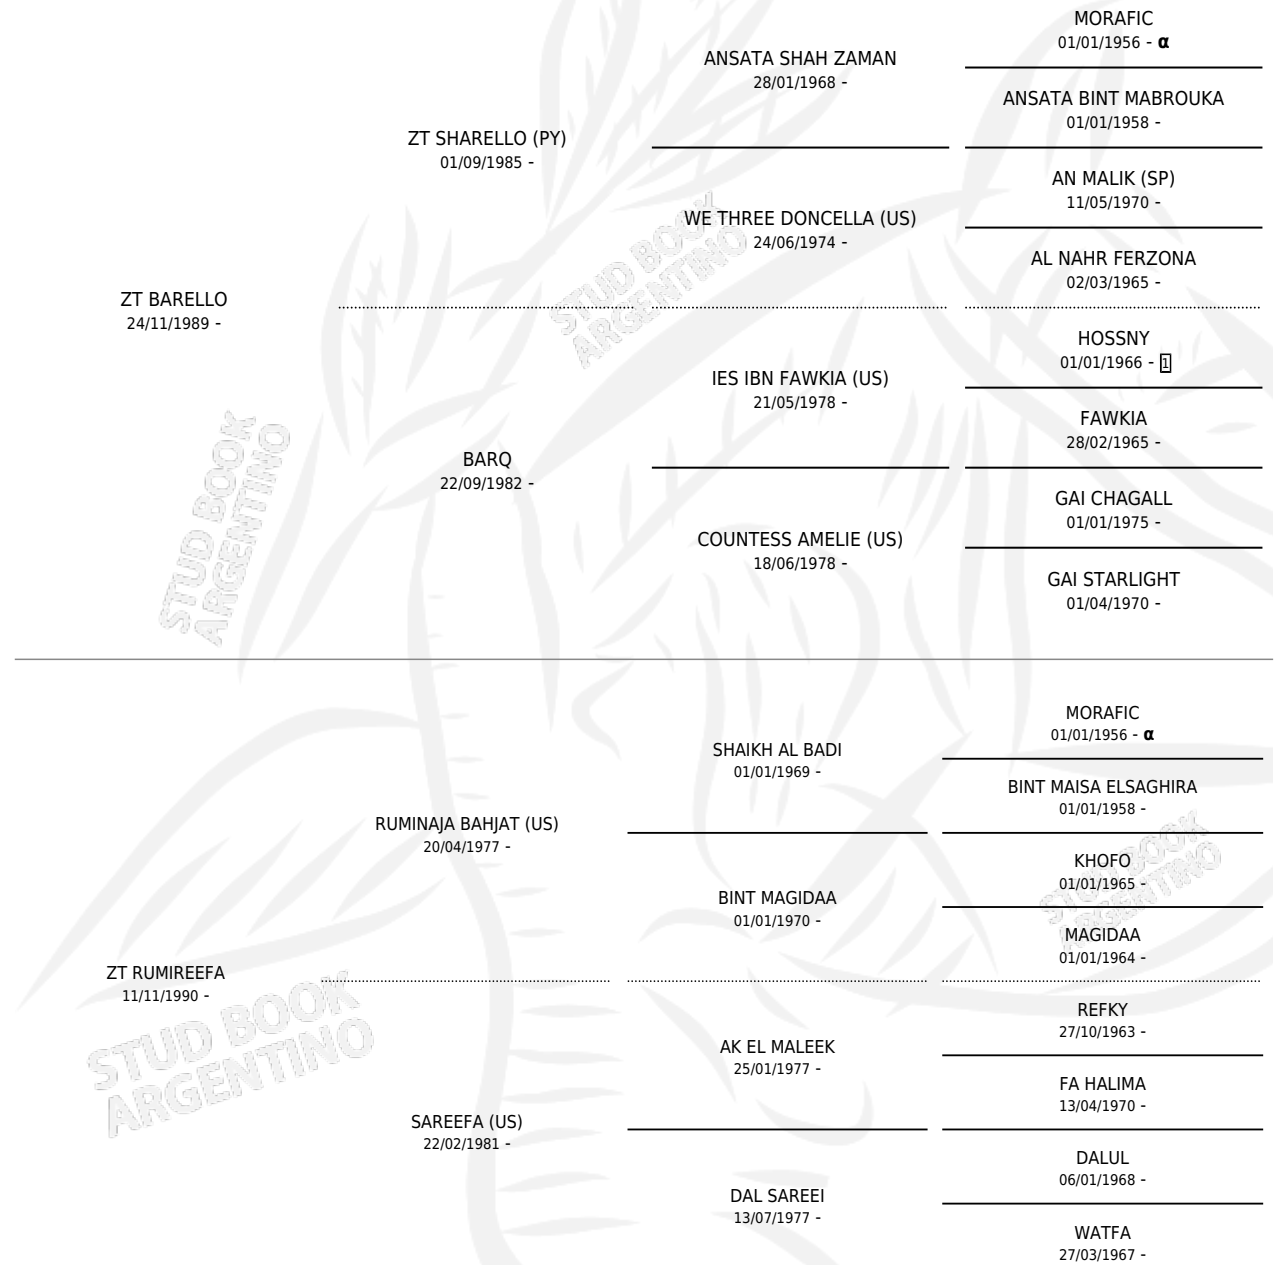 MORAFIC
01/01/1956 - α
ANSATA SHAH ZAMAN
28/01/1968 -
ANSATA BINT MABROUKA
01/01/1958 -
ZT SHARELLO (PY)
01/09/1985 -
AN MALIK (SP)
11/05/1970 -
WE THREE DONCELLA (US)
24/06/1974 -
AL NAHR FERZONA
02/03/1965 -
ZT BARELLO
24/11/1989 -
HOSSNY
01/01/1966 - 1
IES IBN FAWKIA (US)
21/05/1978 -
FAWKIA
28/02/1965 -
BARQ
22/09/1982 -
GAI CHAGALL
01/01/1975 -
COUNTESS AMELIE (US)
18/06/1978 -
GAI STARLIGHT
01/04/1970 -
STUD BOOK
ARGENTINO
STUD BOOK
ARGENTINO
MORAFIC
01/01/1956 - α
SHAIKH AL BADI
01/01/1969 -
BINT MAISA ELSAGHIRA
01/01/1958 -
RUMINAJA BAHJAT (US)
20/04/1977 -
KHOFO
01/01/1965 -
BINT MAGIDAA
01/01/1970 -
MAGIDAA
01/01/1964 -
ZT RUMIREEFA
11/11/1990 -
REFKY
27/10/1963 -
AK EL MALEEK
25/01/1977 -
FA HALIMA
13/04/1970 -
SAREEFA (US)
22/02/1981 -
DALUL
06/01/1968 -
DAL SAREEI
13/07/1977 -
WATFA
27/03/1967 -
STUD BOOK
ARGENTINO
STUD BOOK
ARGENTINO